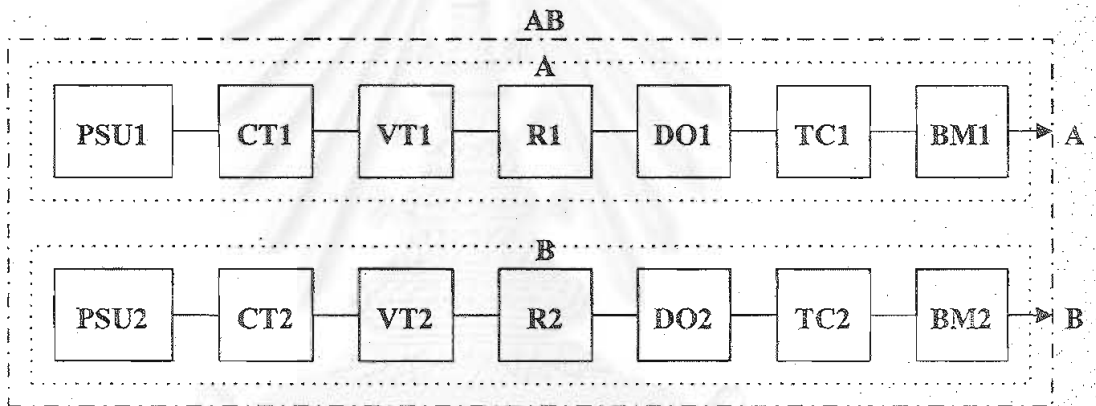 AB
A
PSU1 CT1 VT1 R1 DO1 TC1 BM1 A
B
PSU2 CT2 VT2 R2 DO2 TC2 BM2 B